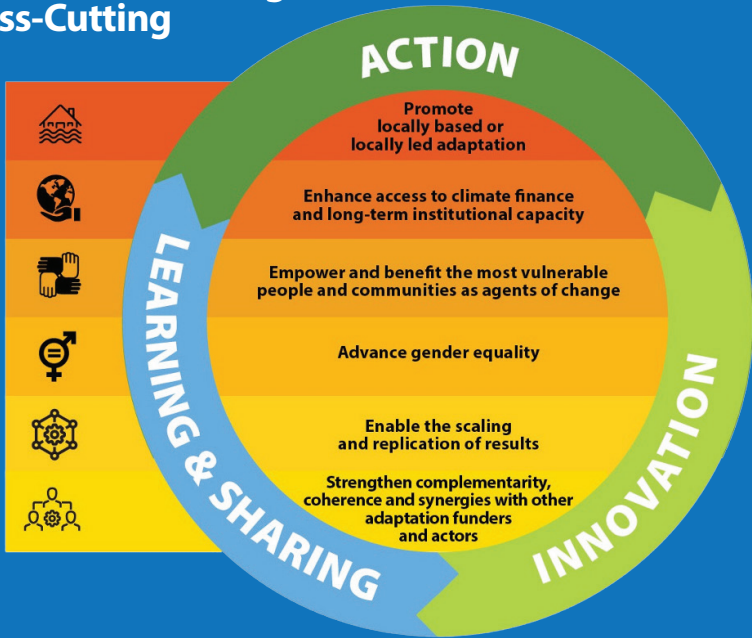 ss-Cutting
ACTION
Promote
locally based or
locally led adaptation
Enhance access to climate finance
and long-term institutional capacity
Empower and benefit the most vulnerable
people and communities as agents of change
Advance gender equality
Enable the scaling
and replication of results
Strengthen complementarity,
coherence and synergies with other
adaptation funders
and actors
LEARNING & SHARING
INNOVATION